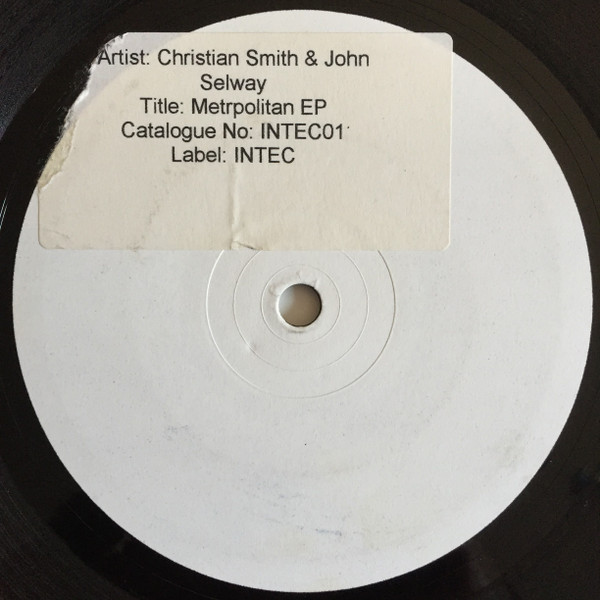 Artist: Christian Smith & John
Selway
Title: Metrpolitan EP
Catalogue No: INTEC01
Label: INTEC